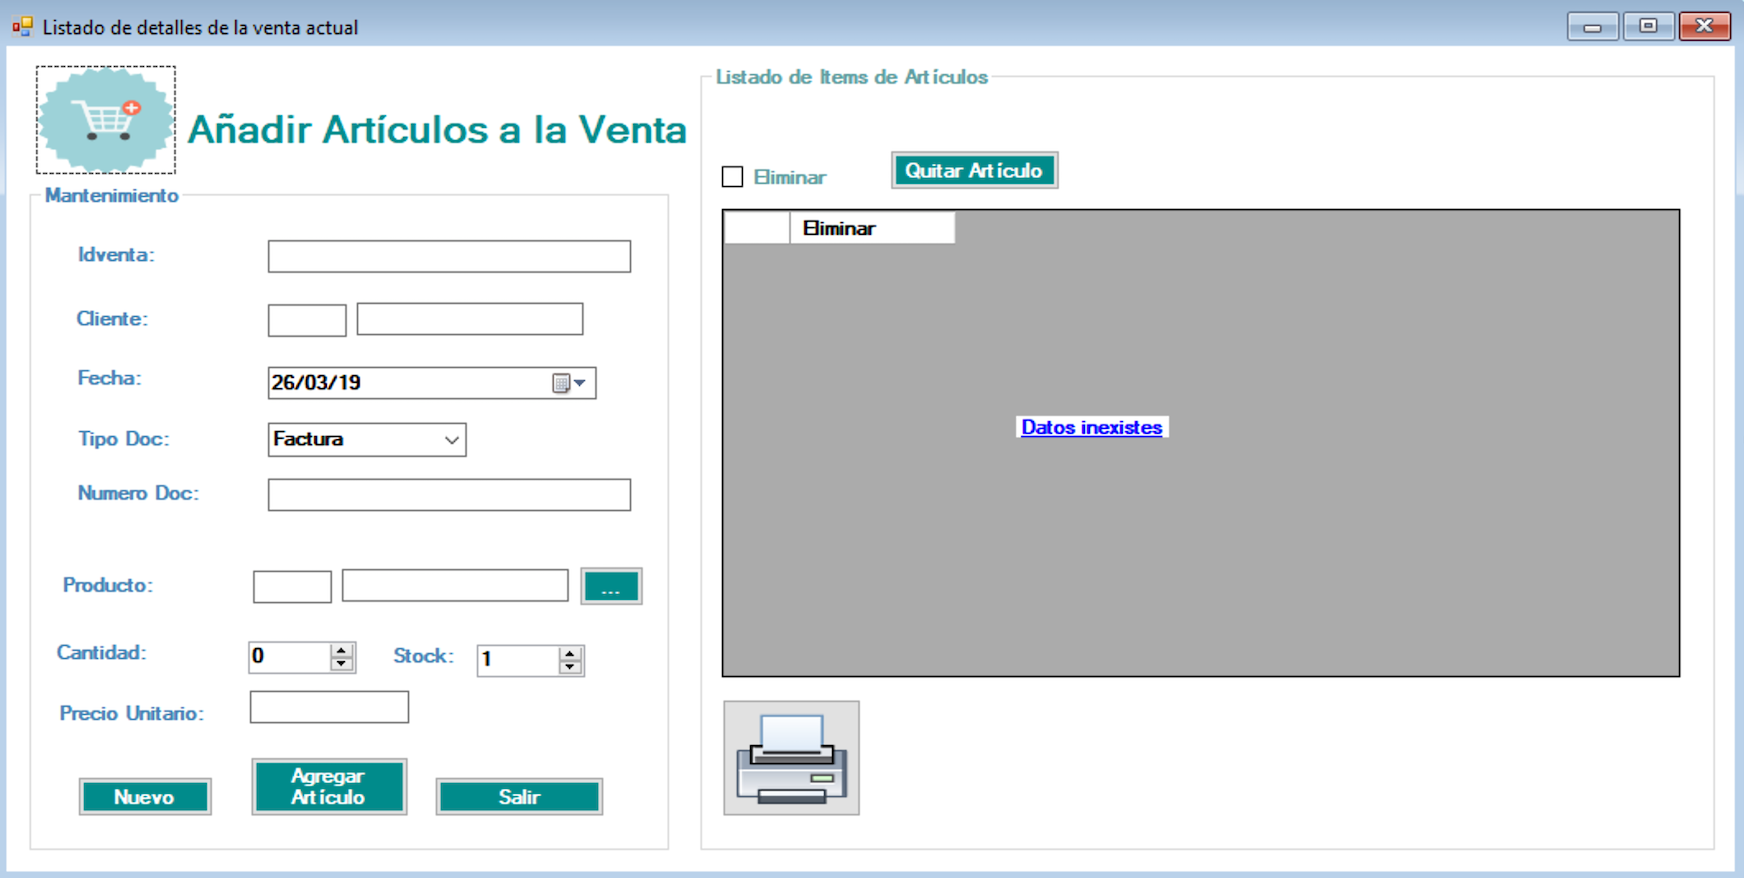 Listado de detalles de la venta actual
Añadir Artículos a la Venta
Mantenimiento
Idventa:
Cliente:
Fecha:
26/03/19
Tipo Doc:
Factura
Numero Doc:
Producto:
...
Cantidad:
0
Stock:
1
Precio Unitario:
Nuevo
Agregar
Artículo
Salir
Listado de Items de Artículos
Eliminar
Quitar Artículo
Eliminar
Datos inexistes